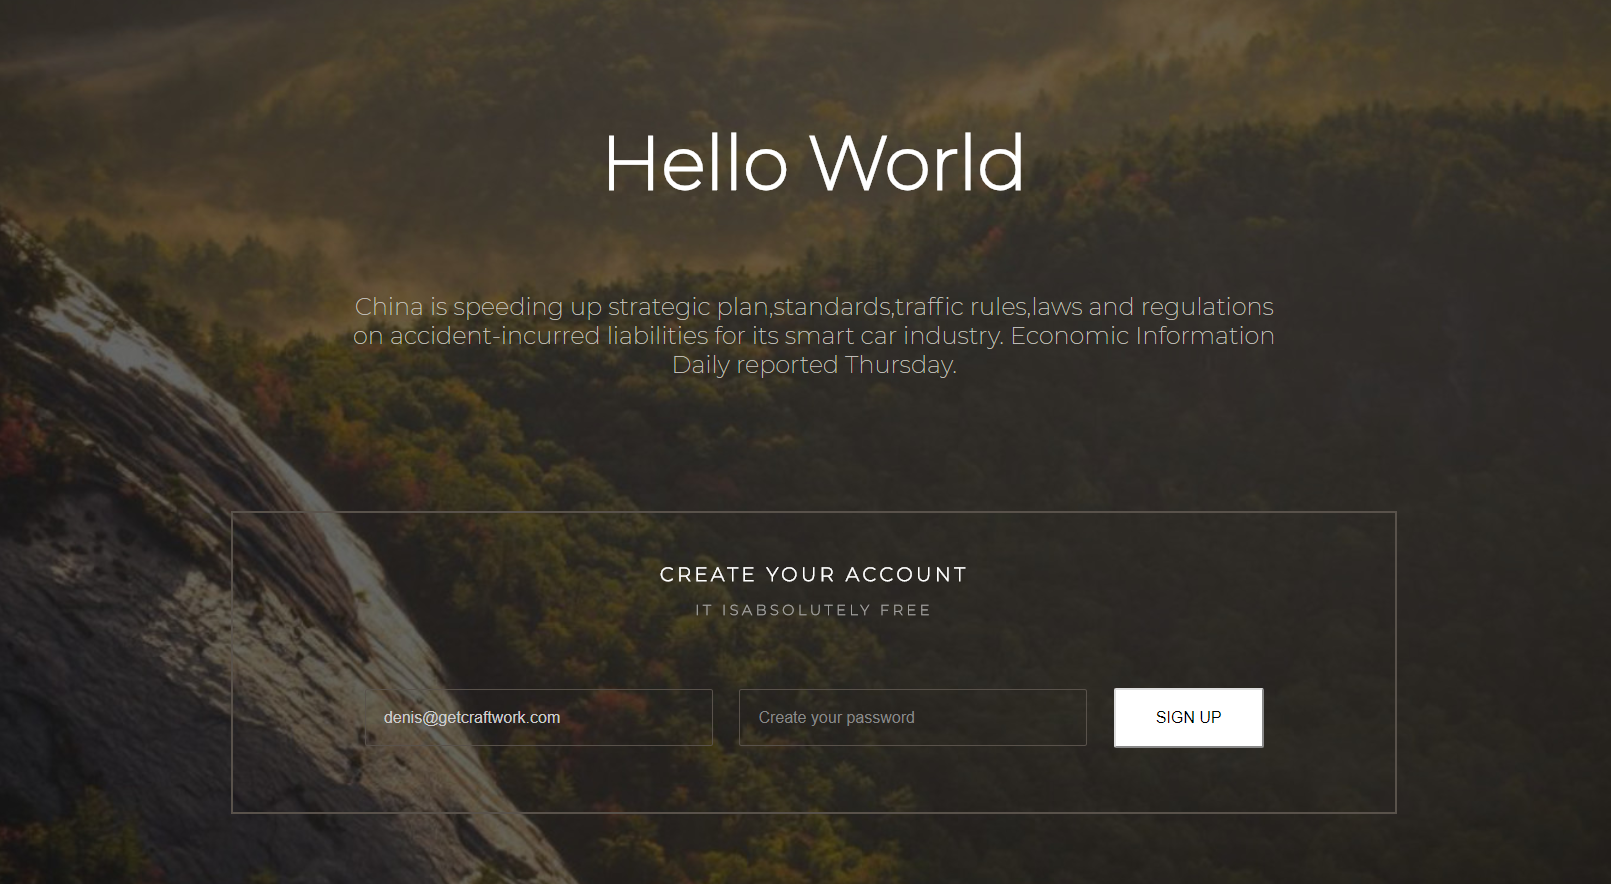 Hello World
China is speeding up strategic plan,standards,traffic rules,laws and regulations
on accident-incurred liabilities for its smart car industry. Economic Information
Daily reported Thursday.
CREATE YOUR ACCOUNT
IT ISABSOLUTELY FREE
denis@getcraftwork.com
Create your password
SIGN UP